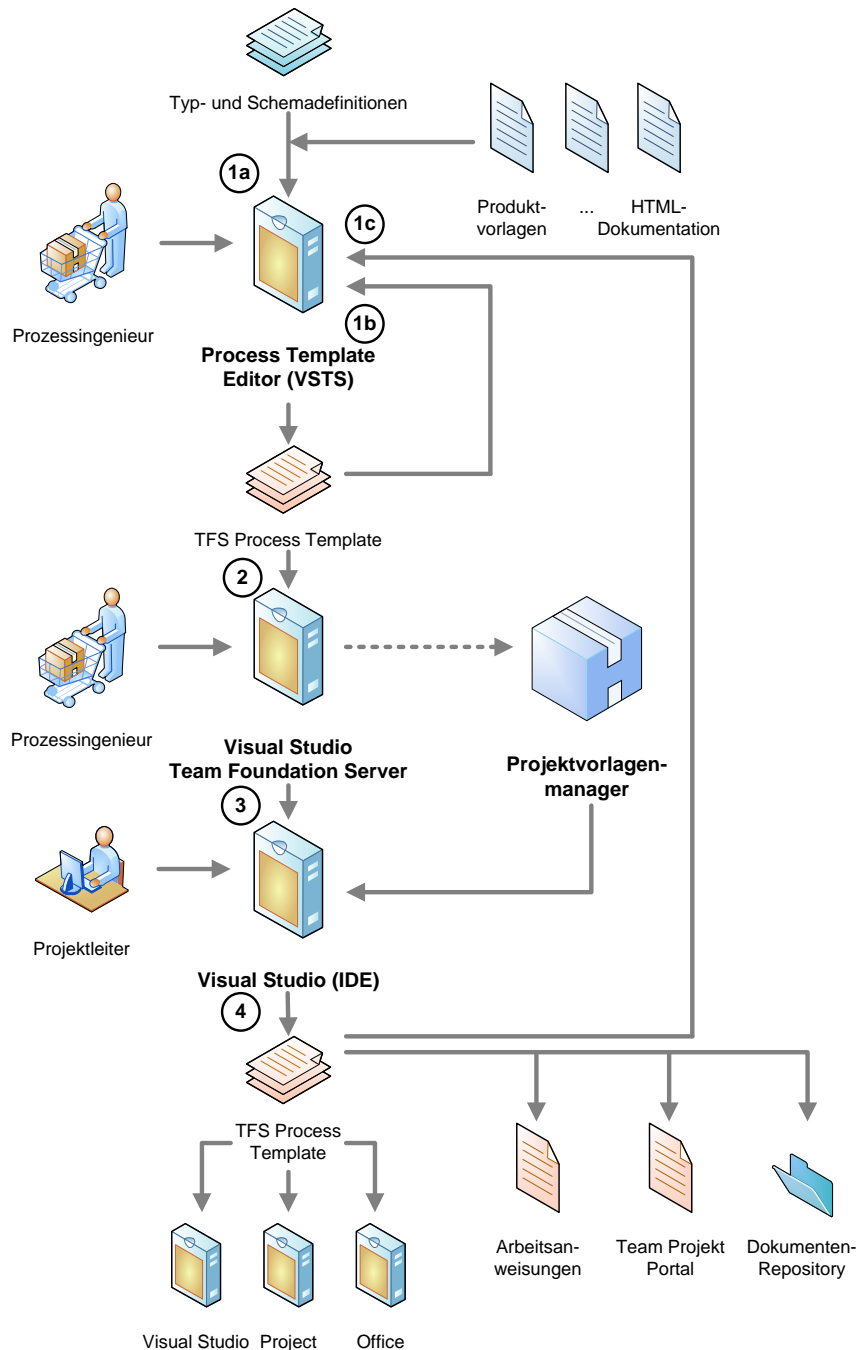 Typ- und Schemadefinitionen
1a
Produkt-
vorlagen
...
HTML-
Dokumentation
1c
Prozessingenieur
1b
Process Template
Editor (VSTS)
TFS Process Template
2
Prozessingenieur
Visual Studio
Team Foundation Server
Projektvorlagen-
manager
3
Projektleiter
Visual Studio (IDE)
4
TFS Process
Template
Arbeitsan-
weisungen
Team Projekt
Portal
Dokumenten-
Repository
Visual Studio
Project
Office